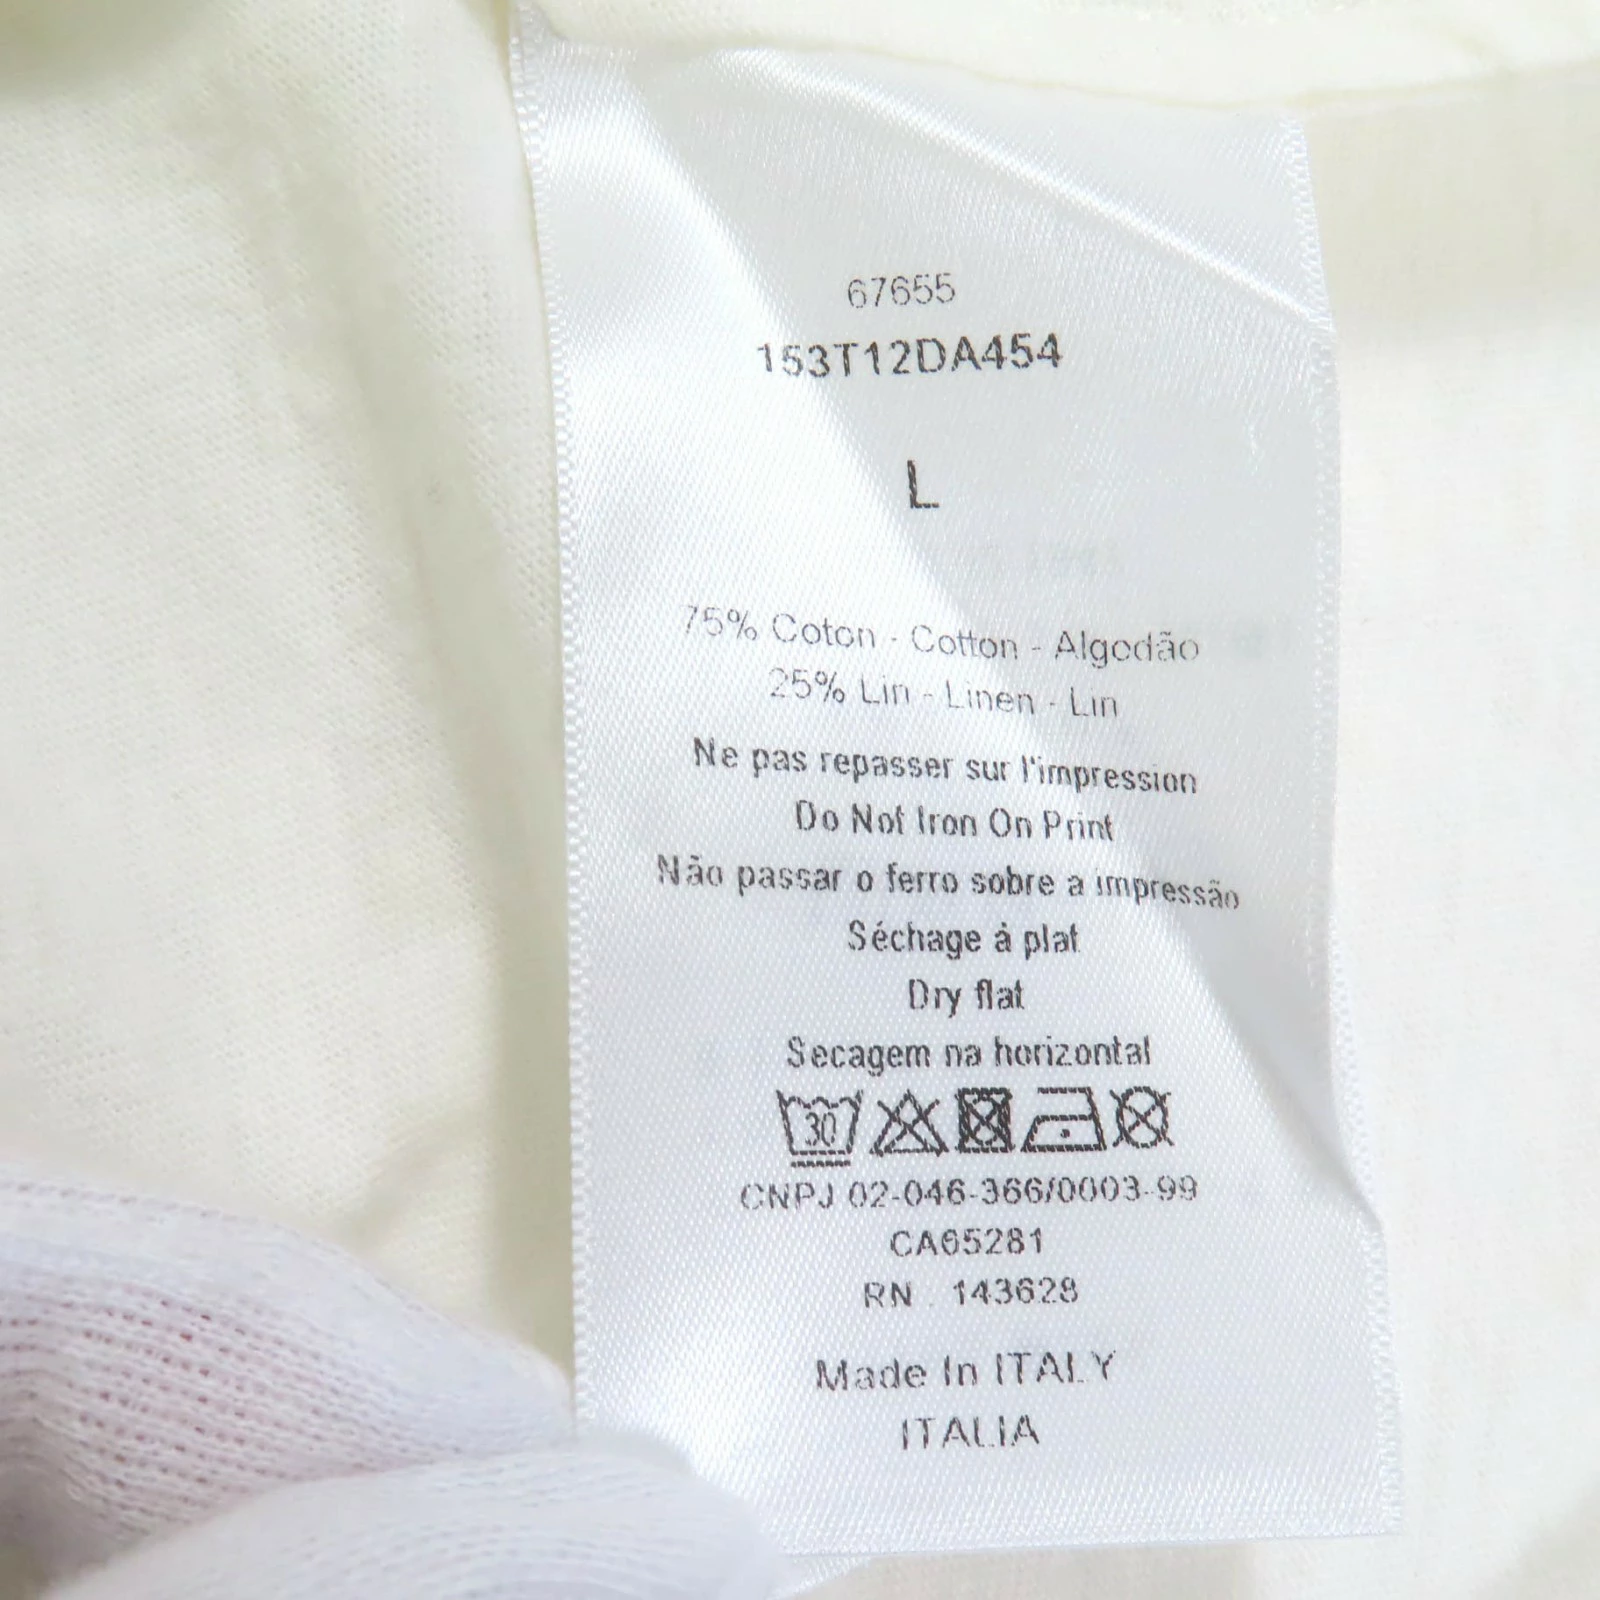 67655
153T12DA454
L
75% Coton - Cotton - Algodão
25% Lin - Linen - Lin
Ne pas repasser sur l'impression
Do Not Iron On Print
Não passar o ferro sobre a impressão
Séchage à plat
Dry flat
Secagem na horizontal
30
CNPJ 02-046-366/0003-99
CA65281
RN . 143628
Made In ITALY
ITALIA